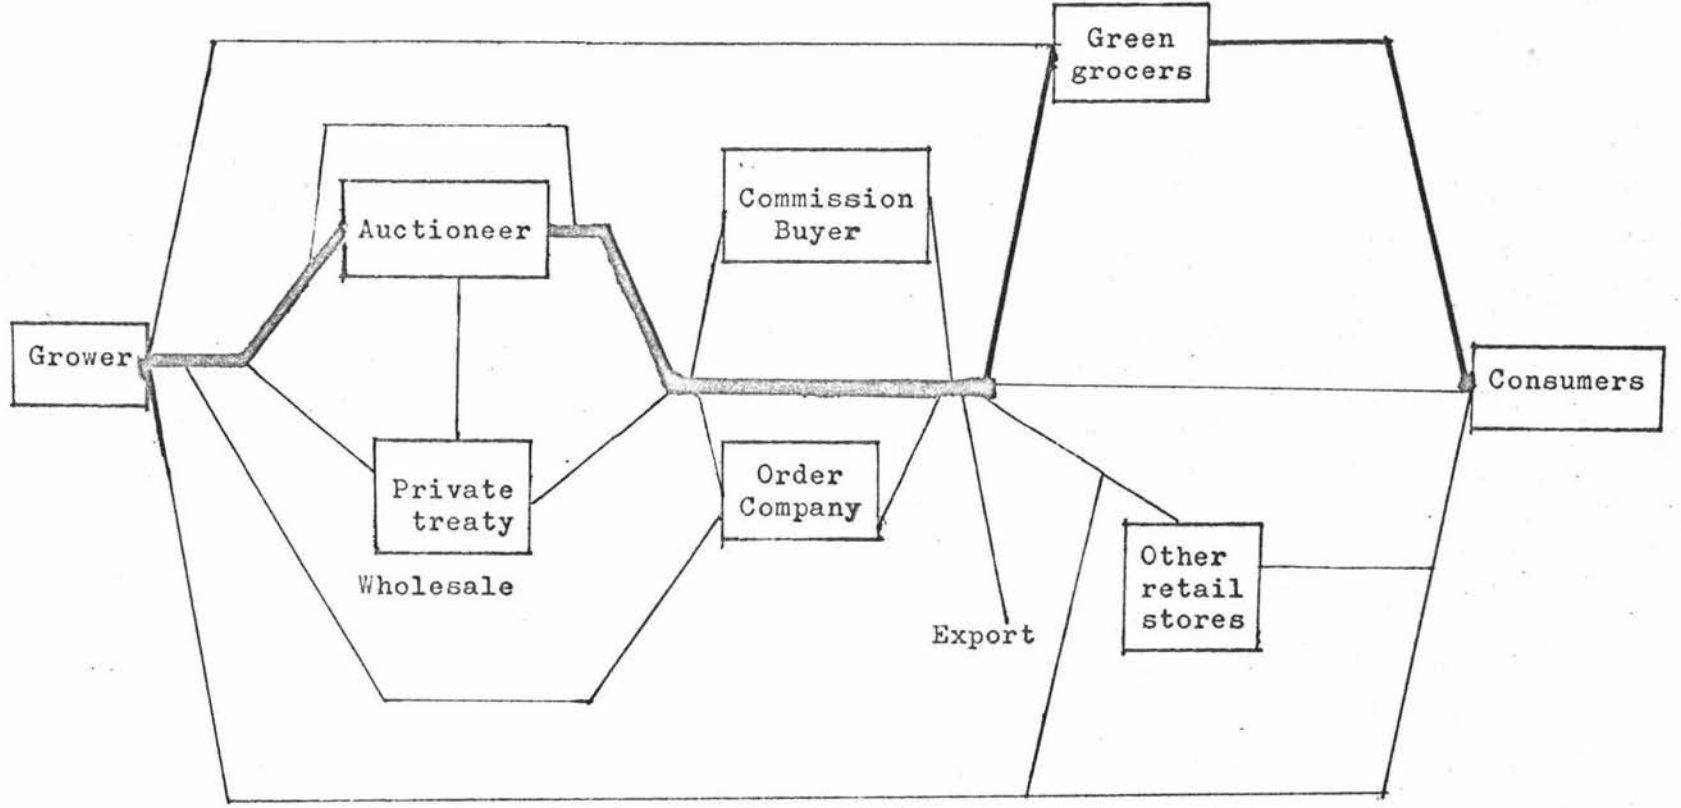 Green
grocers
Commission
Buyer
Auctioneer
Grower
Consumers
Order
Company
Private
treaty
Wholesale
Other
retail
stores
Export